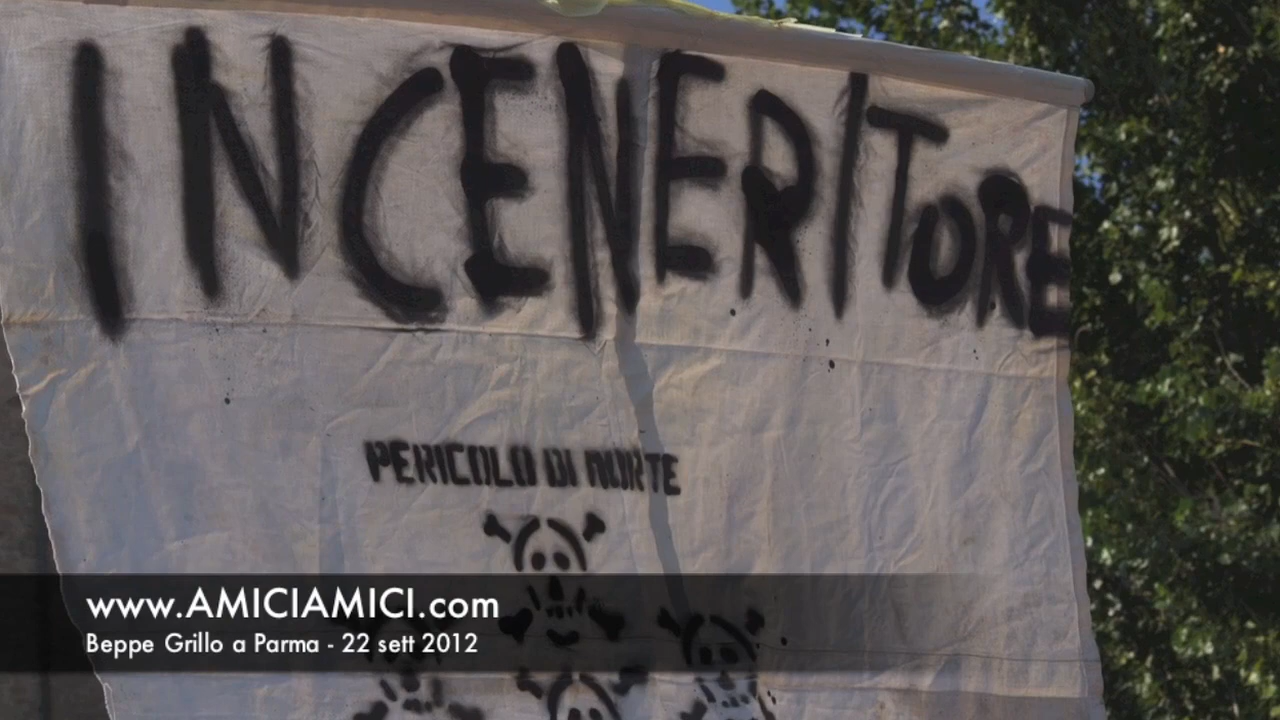 INCENERITORE
PERICOLO DI MORTE
www.AMICIAMICI.com
Beppe Grillo a Parma - 22 sett 2012